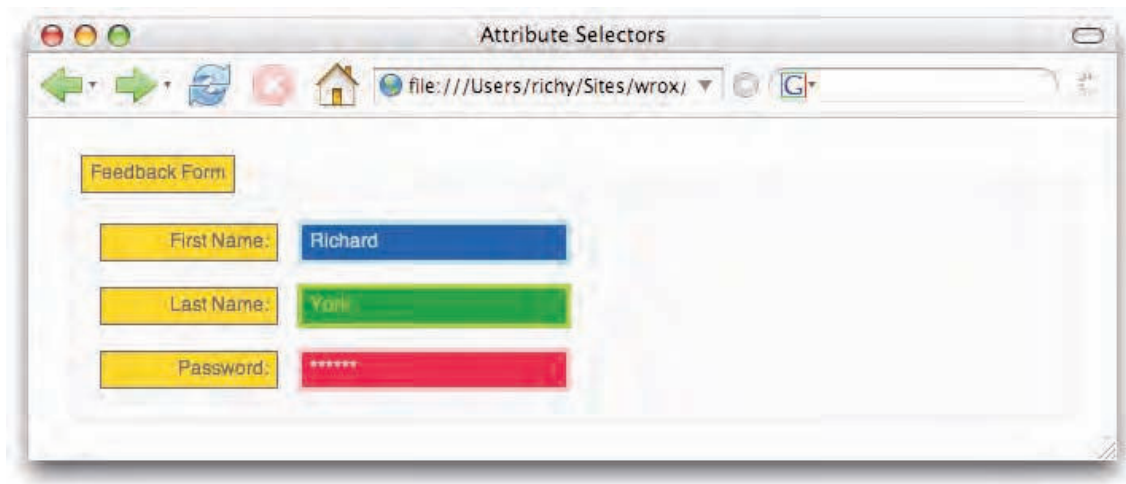 Attribute Selectors
file:///Users/richy/Sites/wrox/
G
Feedback Form
First Name: Richard
Last Name: York
Password: ******